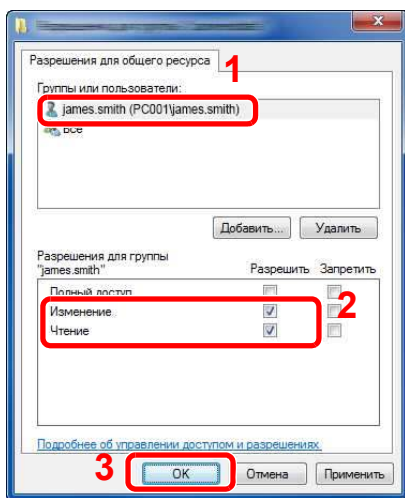 Разрешения для общего ресурса
1
Группы или пользователи:
james.smith (PC001\james.smith)
Все
Добавить... Удалить
Разрешения для группы
"james.smith" Разрешить Запретить
Полный доступ
Изменение
2
Чтение
Подробнее об управлении доступом и разрешениях
3
OK Отмена Применить